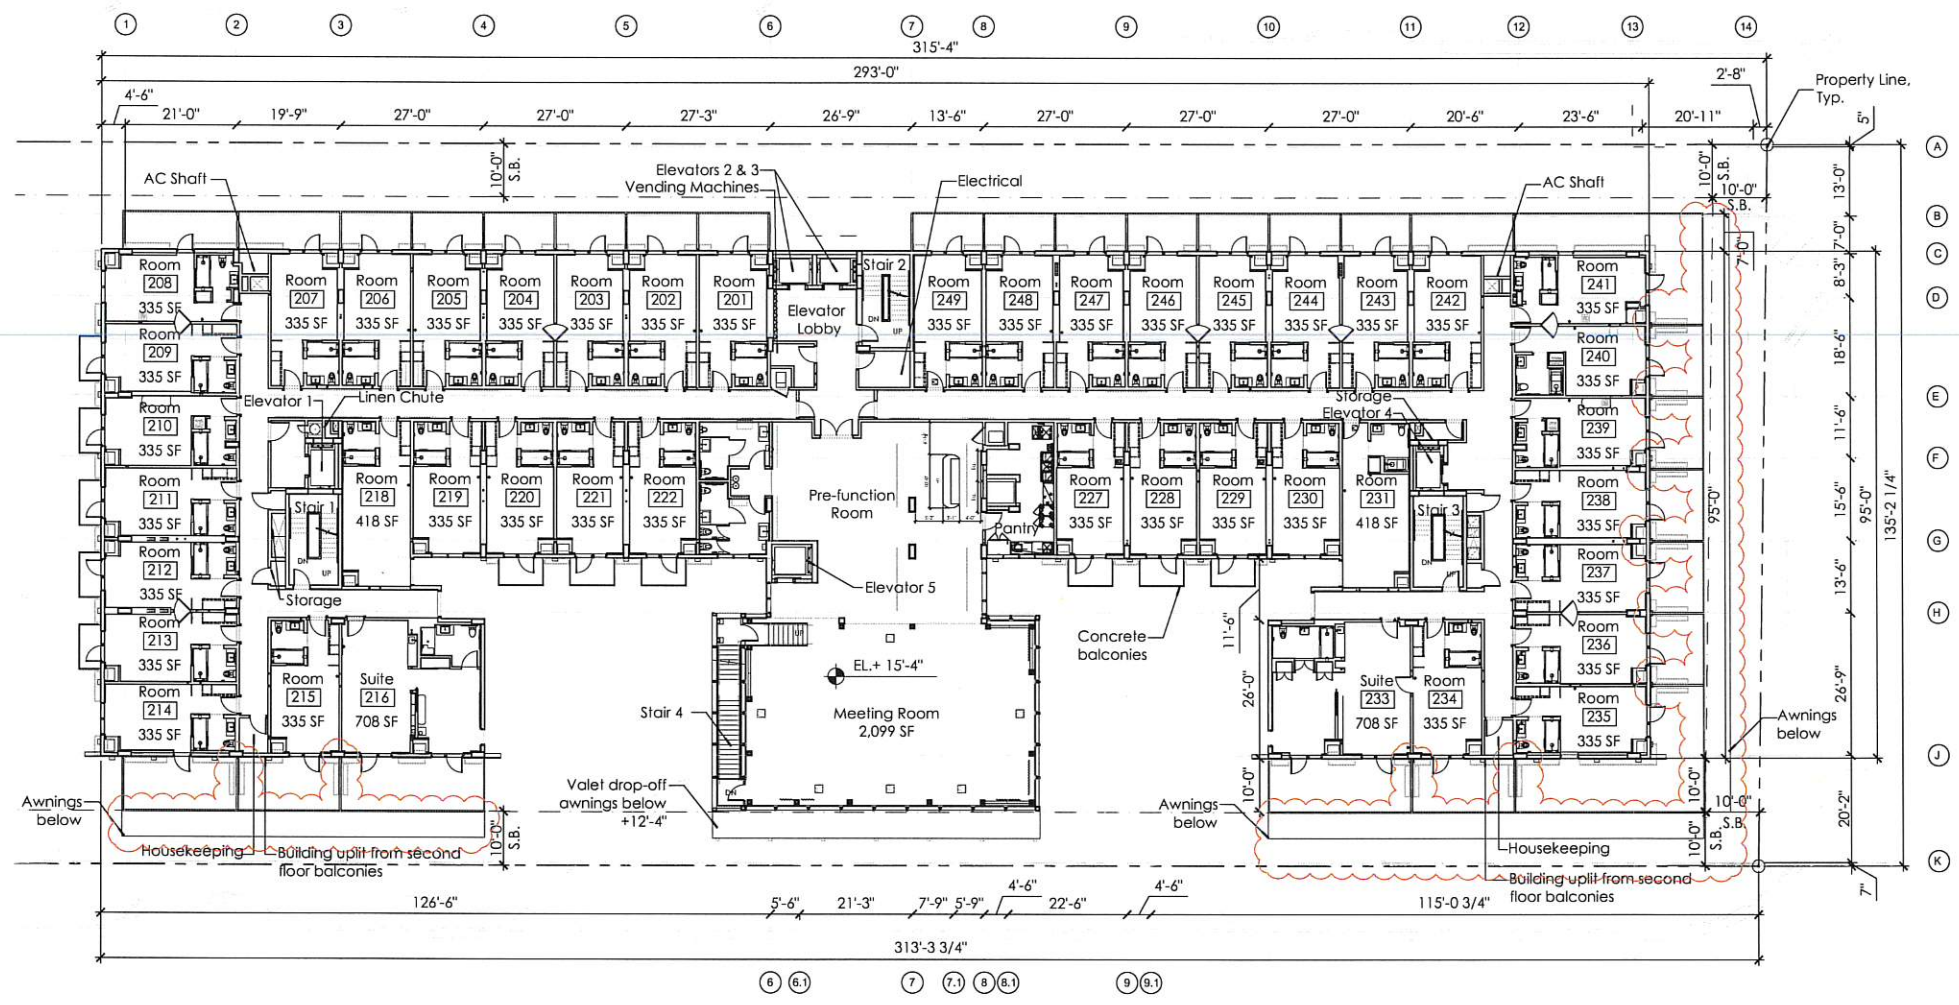 1 2 3 4 5 6 7 8 9 10 11 12 13 14
315'-4"
293'-0"
2'-8"
Property Line,
Typ.
4'-6"
21'-0" 19'-9" 27'-0" 27'-0" 27'-3" 26'-9" 13'-6" 27'-0" 27'-0" 27'-0" 20'-6" 23'-6" 20'-11"
5"
A
10'-0"
S.B.
10'-0"
S.B.
10'-0"
S.B.
13'-0"
AC Shaft
Elevators 2 & 3
Vending Machines
Electrical
AC Shaft
B
7'-0"
7'-0"
C
8'-3"
D
18'-6"
E
11'-6"
F
15'-6"
G
13'-6"
H
26'-9"
J
20'-2"
K
7"
95'-0"
95'-0"
135'-2 1/4"
Room
208
335 SF
Room
207
335 SF
Room
206
335 SF
Room
205
335 SF
Room
204
335 SF
Room
203
335 SF
Room
202
335 SF
Room
201
335 SF
Elevator
Lobby
Stair 2
DN
UP
Room
249
335 SF
Room
248
335 SF
Room
247
335 SF
Room
246
335 SF
Room
245
335 SF
Room
244
335 SF
Room
243
335 SF
Room
242
335 SF
Room
241
335 SF
Room
209
335 SF
Room
240
335 SF
Elevator 1
Linen Chute
Storage
Elevator 4
Room
210
335 SF
Room
239
335 SF
Room
211
335 SF
Stair 1
DN
UP
Room
218
418 SF
Room
219
335 SF
Room
220
335 SF
Room
221
335 SF
Room
222
335 SF
Pre-function
Room
Pantry
Room
227
335 SF
Room
228
335 SF
Room
229
335 SF
Room
230
335 SF
Room
231
418 SF
Stair 3
DN
UP
Room
238
335 SF
Room
212
335 SF
Room
237
335 SF
Storage
Elevator 5
Room
213
335 SF
Concrete
balconies
11'-6"
Room
236
335 SF
UP
Room
214
335 SF
Room
215
335 SF
Suite
216
708 SF
Stair 4
DN
EL.+ 15'-4"
Meeting Room
2,099 SF
26'-0"
Suite
233
708 SF
Room
234
335 SF
Room
235
335 SF
Awnings
below
Valet drop-off
awnings below
+12'-4"
Awnings
below
Awnings
below
10'-0"
10'-0"
10'-0"
S.B.
10'-0"
S.B.
10'-0"
S.B.
Housekeeping
Building uplit from second
floor balconies
Housekeeping
Building uplit from second
floor balconies
126'-6" 5'-6" 21'-3" 7'-9" 5'-9" 4'-6" 22'-6" 4'-6" 115'-0 3/4"
313'-3 3/4"
6 6.1 7 7.1 8 8.1 9 9.1